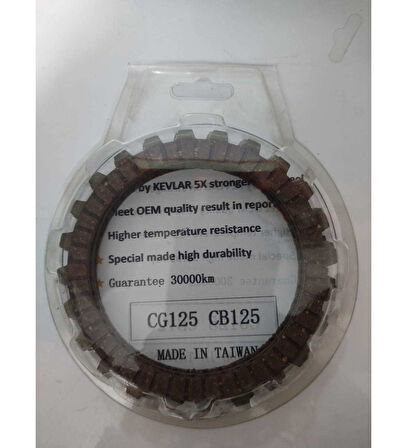 by KEVLAR 5X stronger
Meet OEM quality result in report
Higher temperature resistance
Special made high durability
Guarantee 30000km
CG125 CB125
MADE IN TAIWAN